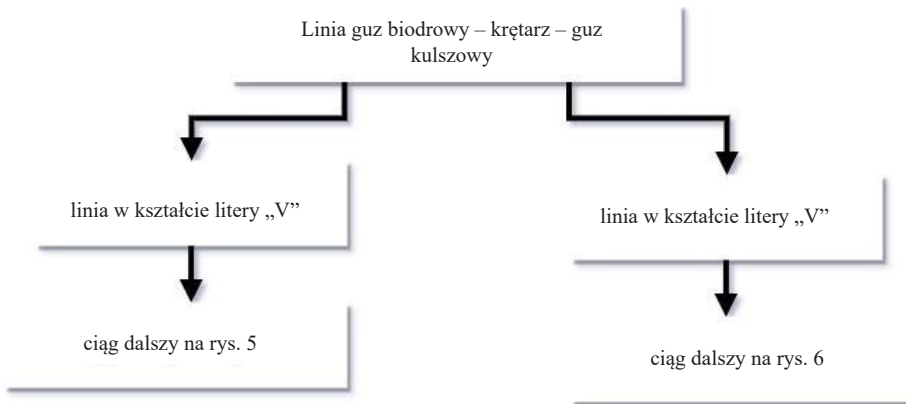 Linia guz biodrowy – krętarz – guz
kulszowy
linia w kształcie litery „V”
linia w kształcie litery „V”
ciąg dalszy na rys. 5
ciąg dalszy na rys. 6